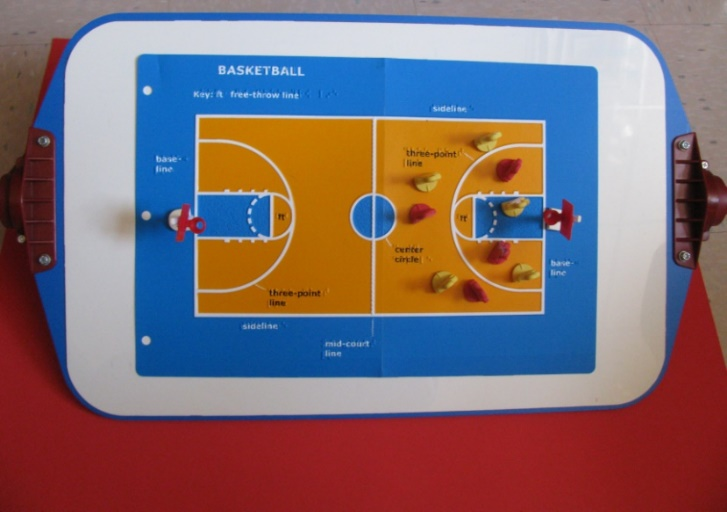 BASKETBALL
Key: ft free-throw line
sideline
three-point
line
base-
line
ft
ft
center
circle
base-
line
three-point
line
sideline
mid-court
line